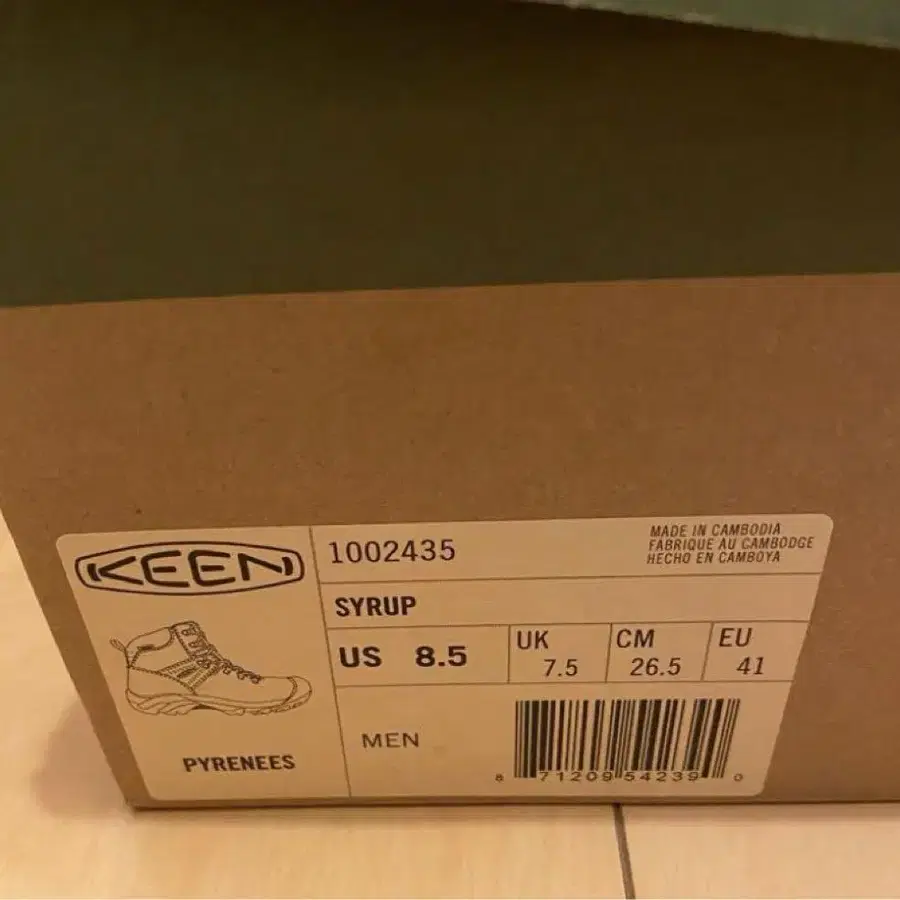 KEEN
1002435
MADE IN CAMBODIA
FABRIQUE AU CAMBODGE
HECHO EN CAMBOYA
SYRUP
US 8.5
UK 7.5
CM 26.5
EU 41
MEN
PYRENEES
8 71209 54239 0